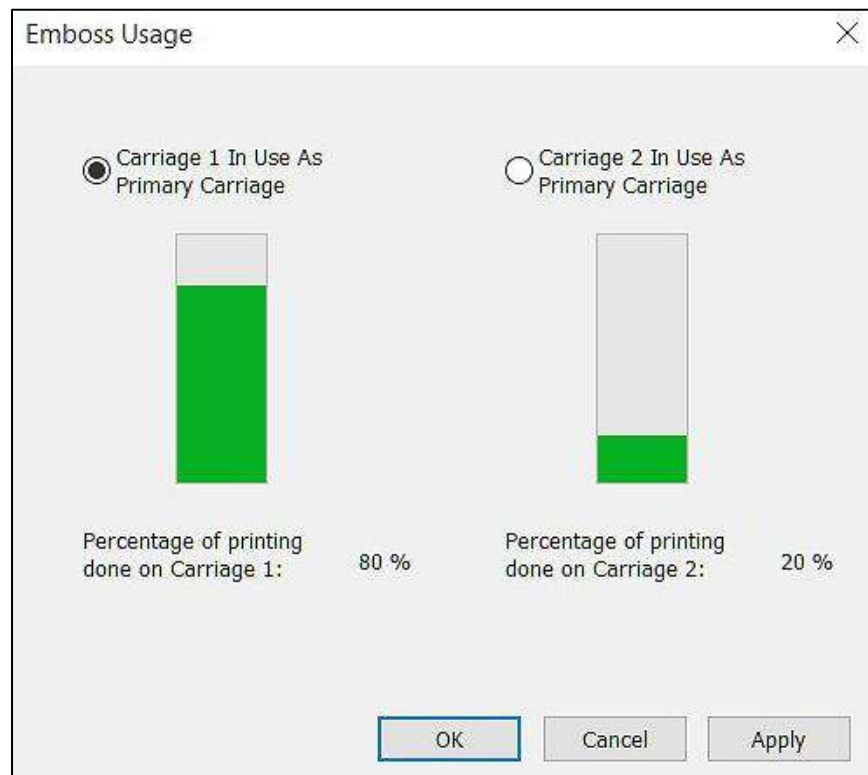 Emboss Usage
Carriage 1 In Use As
Primary Carriage
Carriage 2 In Use As
Primary Carriage
Percentage of printing
done on Carriage 1:
80 %
Percentage of printing
done on Carriage 2:
20 %
OK
Cancel
Apply